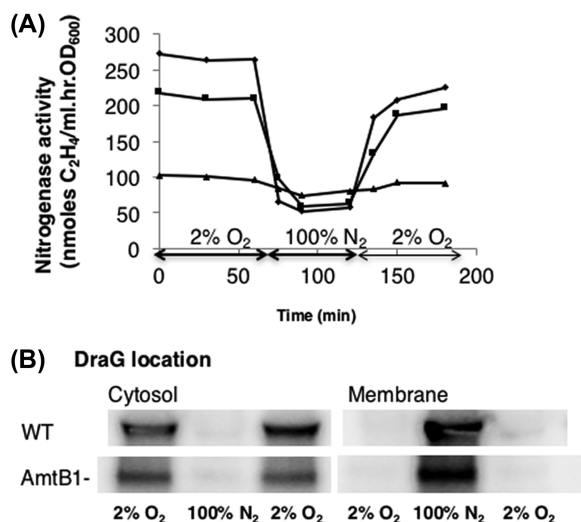 (A)
Nitrogenase activity
(nmoles C₂H₄/ml.hr.OD₆₀₀)
300
250
200
150
100
50
0
2% O₂ 100% N₂ 2% O₂
0 50 100 150 200
Time (min)
(B) DraG location
Cytosol Membrane
WT
AmtB1-
2% O₂ 100% N₂ 2% O₂ 2% O₂ 100% N₂ 2% O₂